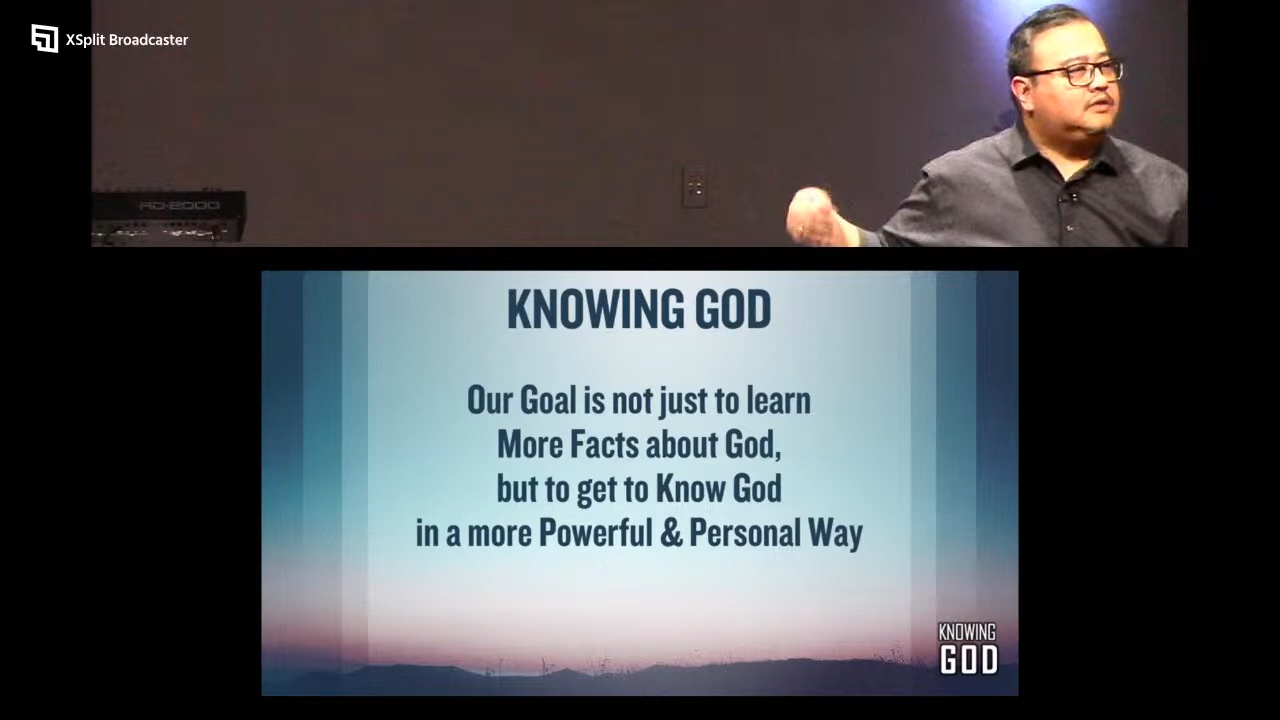 XSplit Broadcaster
RD-2000
KNOWING GOD
Our Goal is not just to learn
More Facts about God,
but to get to Know God
in a more Powerful & Personal Way
KNOWING
GOD